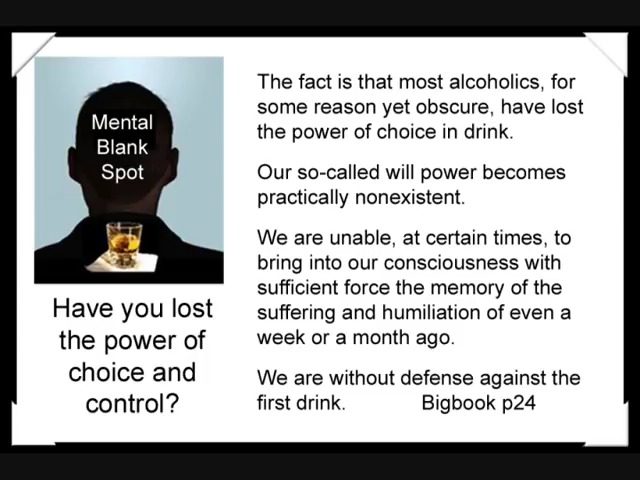 Mental
Blank
Spot
Have you lost
the power of
choice and
control?
The fact is that most alcoholics, for
some reason yet obscure, have lost
the power of choice in drink.
Our so-called will power becomes
practically nonexistent.
We are unable, at certain times, to
bring into our consciousness with
sufficient force the memory of the
suffering and humiliation of even a
week or a month ago.
We are without defense against the
first drink. Bigbook p24